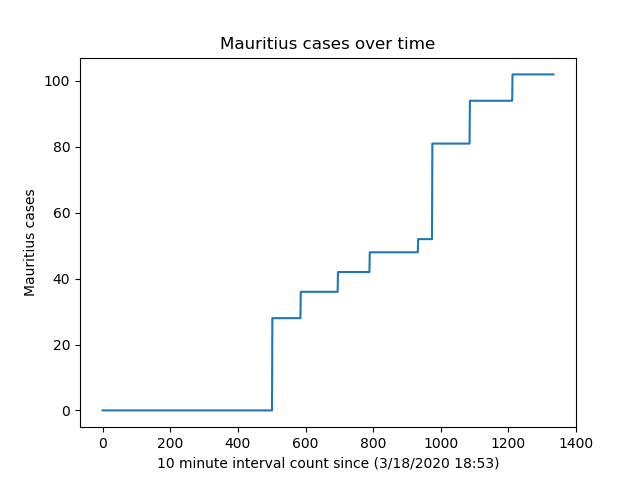 Mauritius cases over time
100
80
60
40
20
0
Mauritius cases
0 200 400 600 800 1000 1200 1400
10 minute interval count since (3/18/2020 18:53)